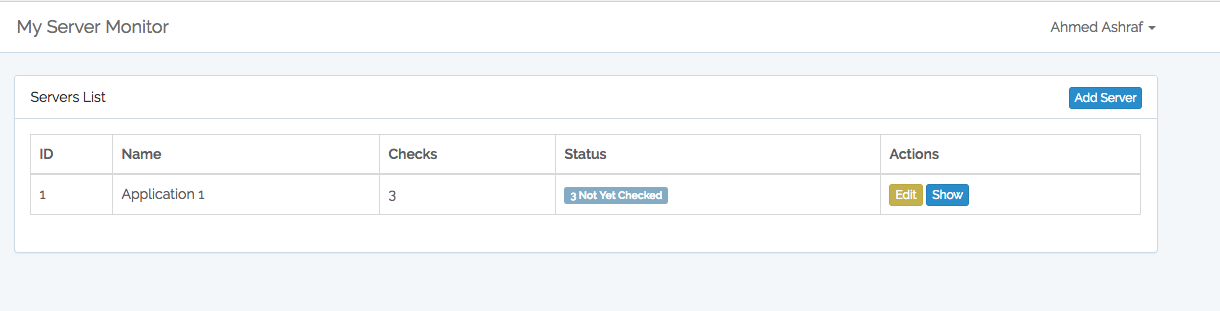 My Server Monitor Ahmed Ashraf
Servers List Add Server
ID Name Checks Status Actions
1 Application 1 3 3 Not Yet Checked Edit Show